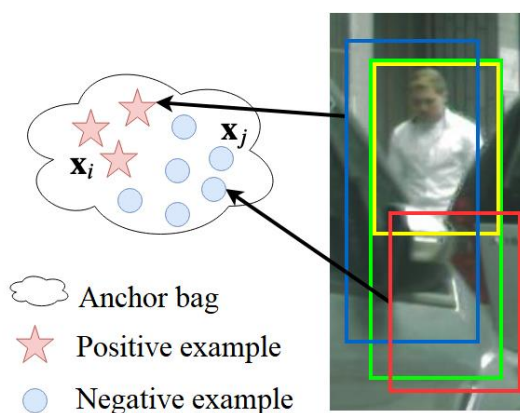 x_i
x_j
Anchor bag
Positive example
Negative example